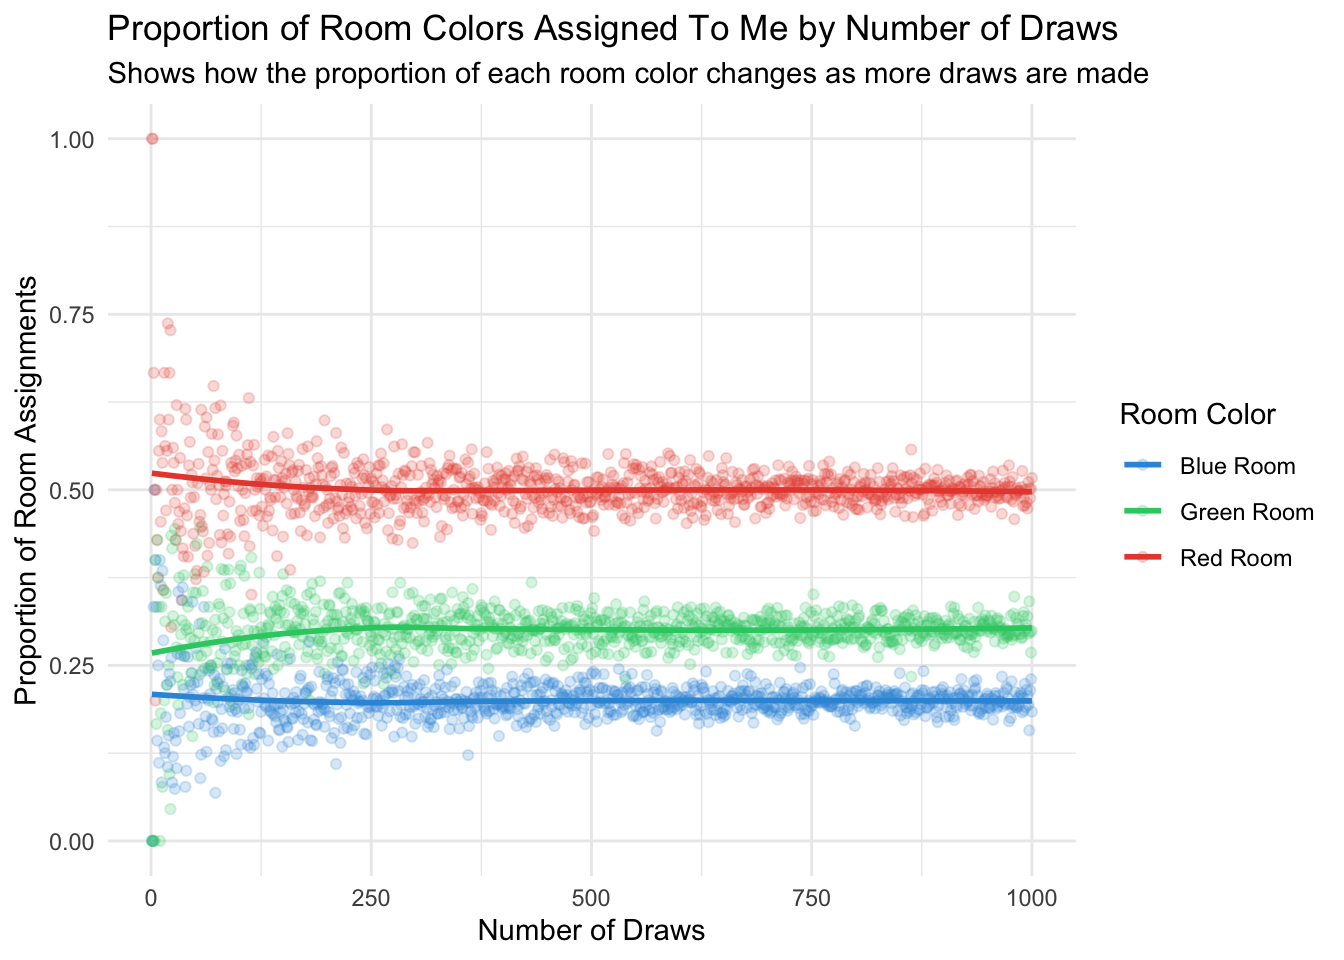 Proportion of Room Colors Assigned To Me by Number of Draws
Shows how the proportion of each room color changes as more draws are made
Proportion of Room Assignments
1.00
0.75
0.50
0.25
0.00
0
250
500
750
1000
Number of Draws
Room Color
Blue Room
Green Room
Red Room